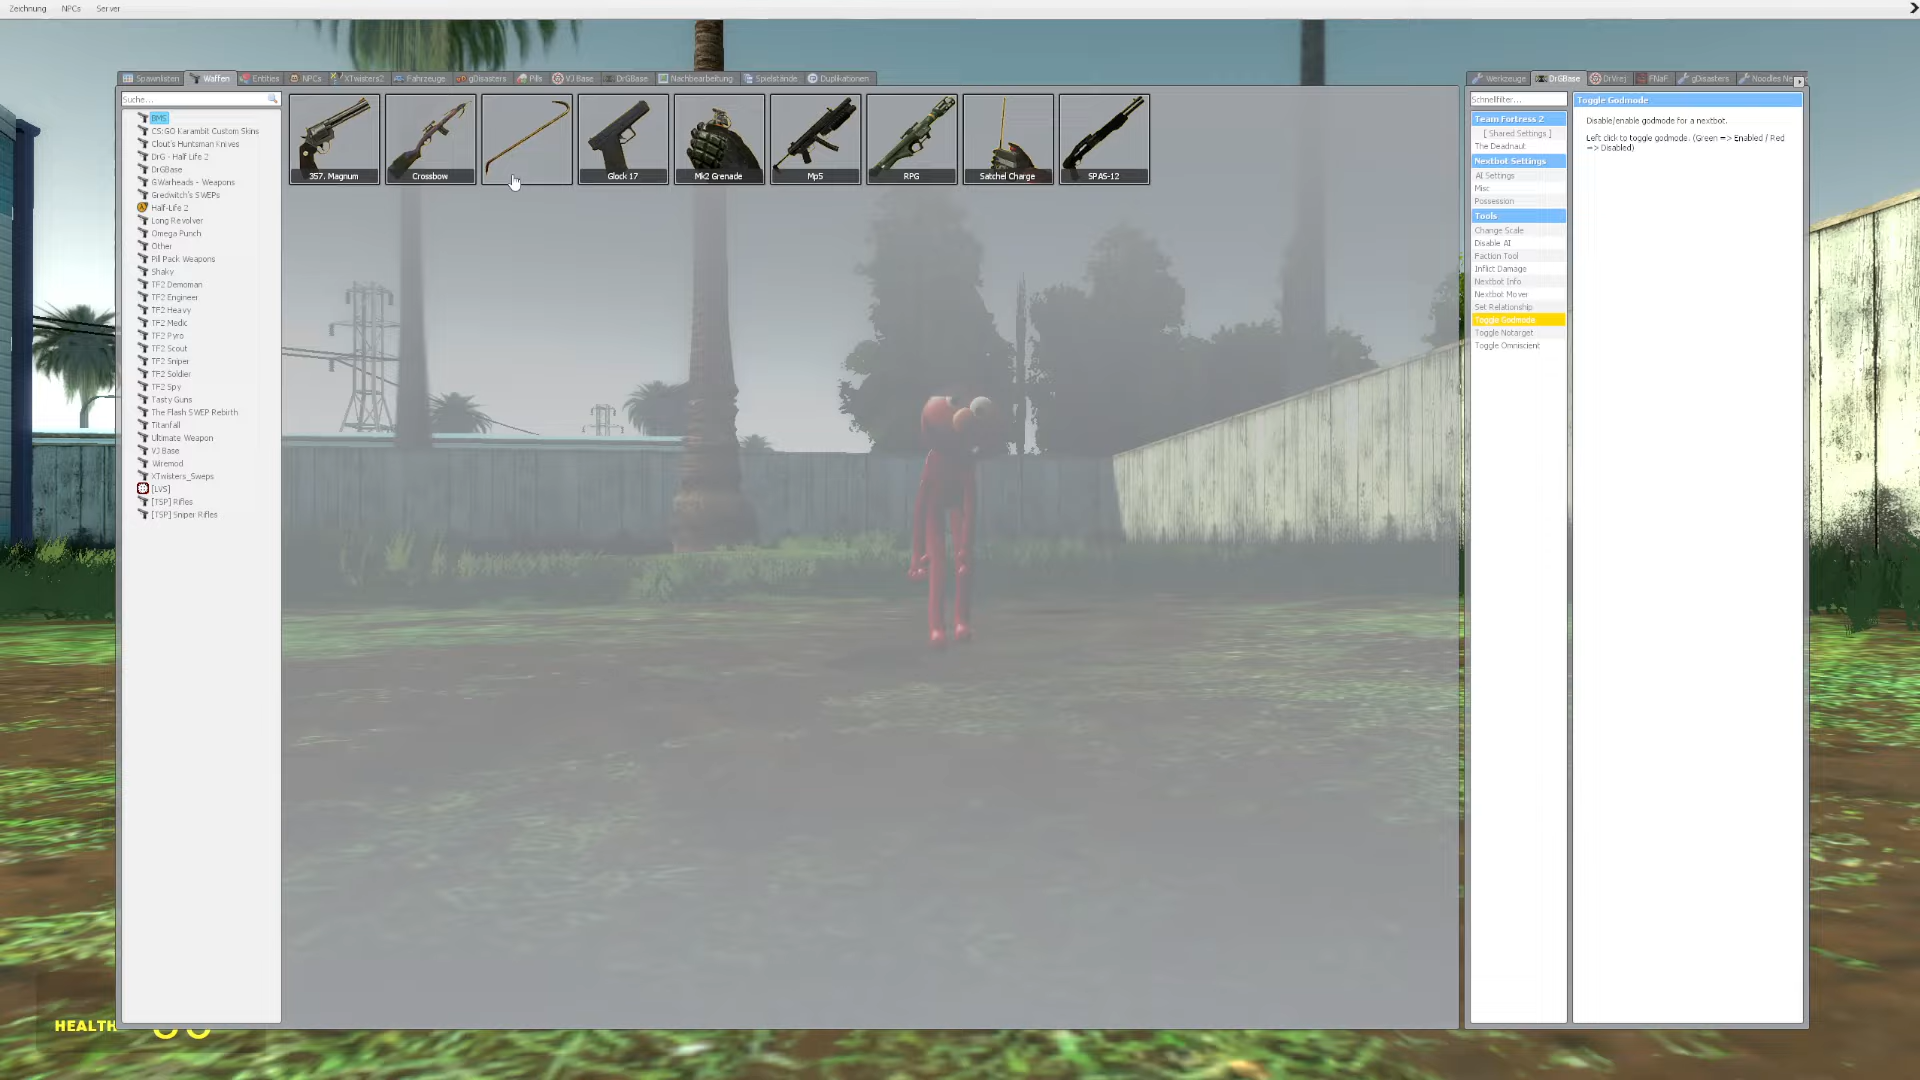 Zeichnung NPCs Server
Spawnlisten Waffen Entities NPCs XTwisters2 Fahrzeuge gDisasters Pills VJ Base DrGBase Nachbearbeitung Spielstände Duplikationen
Suche...
BMS
CS:GO Karambit Custom Skins
Clout's Huntsman Knives
DrG - Half Life 2
DrGBase
GWarheads - Weapons
Gredwitch's SWEPs
Half-Life 2
Long Revolver
Omega Punch
Other
Pill Pack Weapons
Shaky
TF2 Demoman
TF2 Engineer
TF2 Heavy
TF2 Medic
TF2 Pyro
TF2 Scout
TF2 Sniper
TF2 Soldier
TF2 Spy
Tasty Guns
The Flash SWEP Rebirth
Titanfall
Ultimate Weapon
VJ Base
Wiremod
XTwisters_Sweps
[LVS]
[TSP] Rifles
[TSP] Sniper Rifles
357. Magnum
Crossbow
Glock 17
Mk2 Grenade
Mp5
RPG
Satchel Charge
SPAS-12
Werkzeuge DrGBase DrVrej FNaF gDisasters Noodles Ne
Schnellfilter...
Team Fortress 2
[ Shared Settings ]
The Deadnaut
Nextbot Settings
AI Settings
Misc
Possession
Tools
Change Scale
Disable AI
Faction Tool
Inflict Damage
Nextbot Info
Nextbot Mover
Set Relationship
Toggle Godmode
Toggle Notarget
Toggle Omniscient
Toggle Godmode
Disable/enable godmode for a nextbot.
Left click to toggle godmode. (Green => Enabled / Red
=> Disabled)
HEALTH